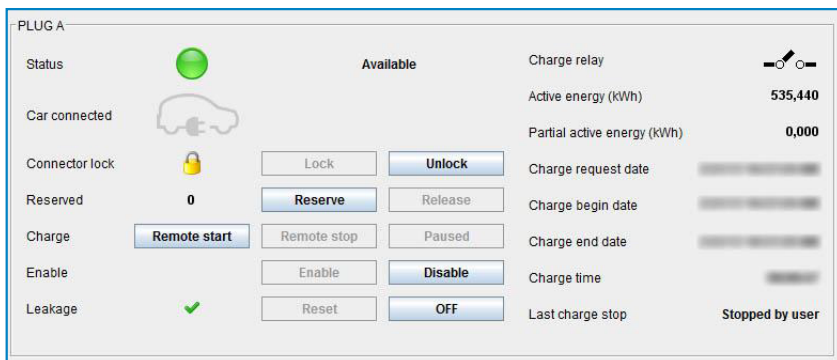 PLUG A
Status Available
Car connected
Connector lock Lock Unlock
Reserved 0 Reserve Release
Charge Remote start Remote stop Paused
Enable Enable Disable
Leakage Reset OFF
Charge relay
Active energy (kWh) 535,440
Partial active energy (kWh) 0,000
Charge request date
Charge begin date
Charge end date
Charge time
Last charge stop Stopped by user